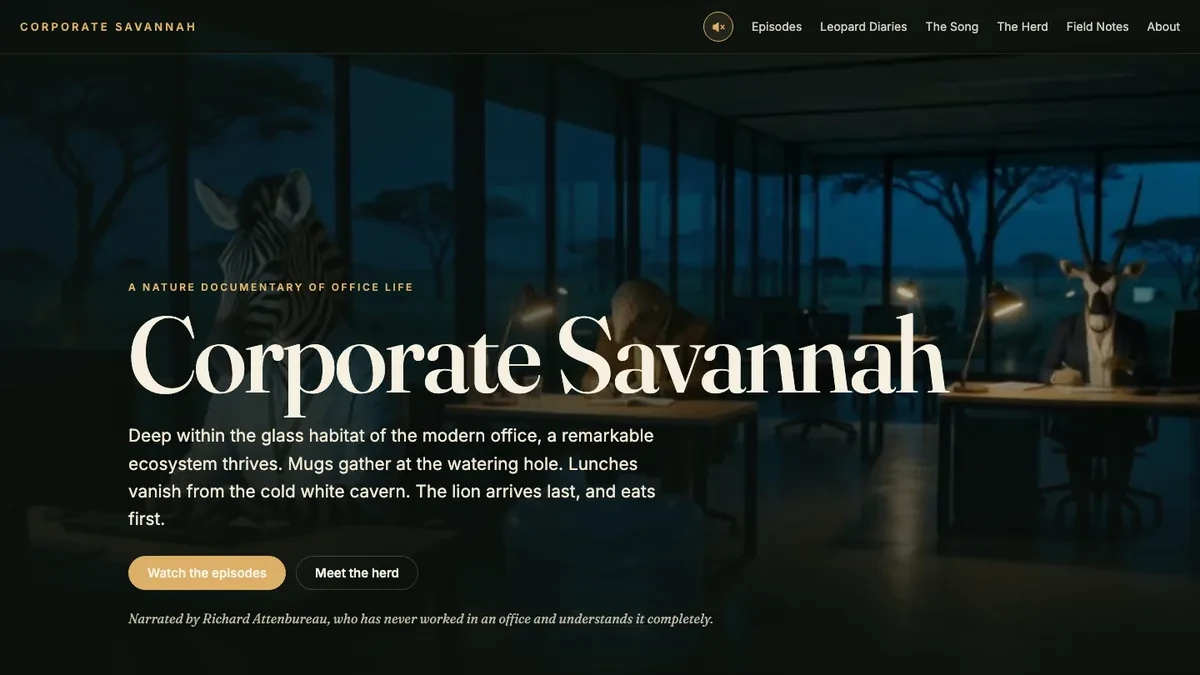 CORPORATE SAVANNAH
Episodes
Leopard Diaries
The Song
The Herd
Field Notes
About
A NATURE DOCUMENTARY OF OFFICE LIFE
Corporate Savannah
Deep within the glass habitat of the modern office, a remarkable
ecosystem thrives. Mugs gather at the watering hole. Lunches
vanish from the cold white cavern. The lion arrives last, and eats
first.
Watch the episodes
Meet the herd
Narrated by Richard Attenbureau, who has never worked in an office and understands it completely.